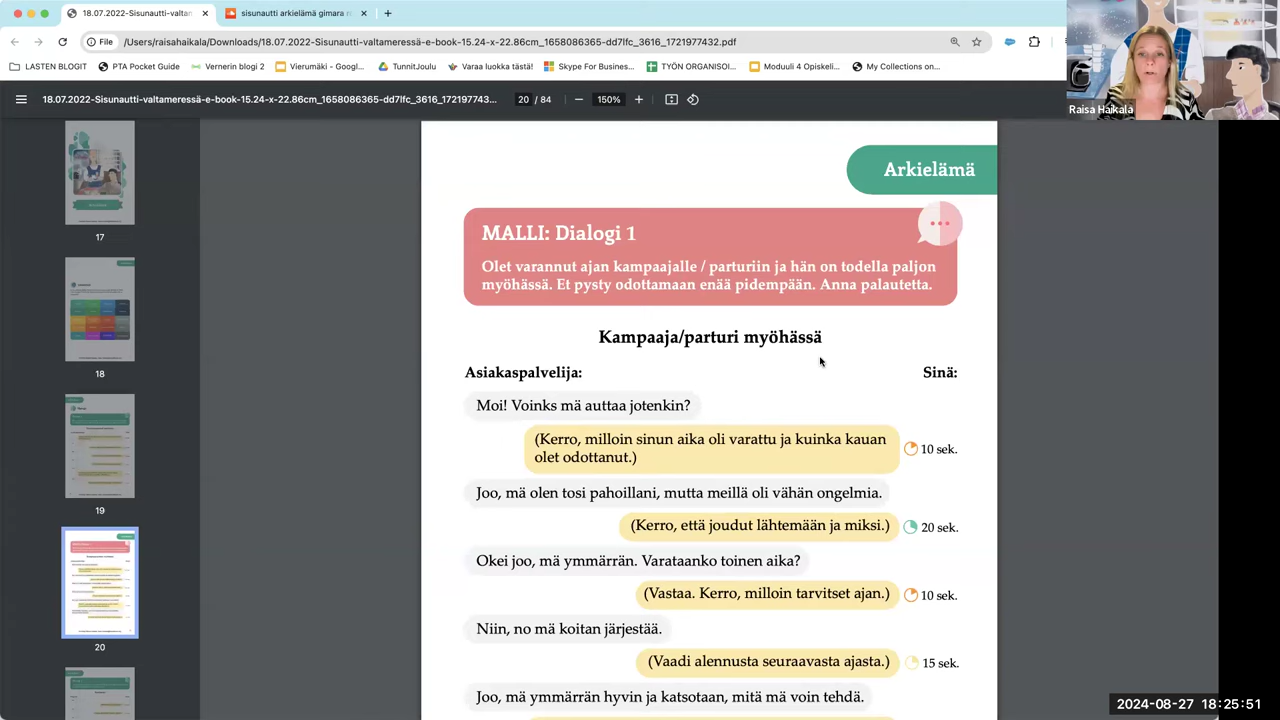 18.07.2022-Sisunautti-valtam
sisunautti arkielämä gimara
File
/Users/raisahaikala/Downloads/18.07.2022-Sisunautti-valtameressä-e-book-15.24-x-22.86cm_1658086365-dd7lfc_3616_1721977432.pdf
LASTEN BLOGIT
PTA Pocket Guide
Vernerin blogi 2
Vierumäki - Googl...
TunnitJoulu
Varaa luokka tästä!
Skype For Busines...
TYÖN ORGANISOI...
Moduuli 4 Opiskeli...
My Collections on...
18.07.2022-Sisunautti-valtameressä-e-book-15.24-x-22.86cm_1658086365-dd7lfc_3616_172197743...
20 / 84
150%
Raisa Haikala
17
18
19
20
Arkielämä
MALLI: Dialogi 1
Olet varannut ajan kampaajalle / parturiin ja hän on todella paljon
myöhässä. Et pysty odottamaan enää pidempään. Anna palautetta.
Kampaaja/parturi myöhässä
Asiakaspalvelija: Sinä:
Moi! Voinks mä auttaa jotenkin?
(Kerro, milloin sinun aika oli varattu ja kuinka kauan
olet odottanut.)
10 sek.
Joo, mä olen tosi pahoillani, mutta meillä oli vähän ongelmia.
(Kerro, että joudut lähtemään ja miksi.) 20 sek.
Okei joo, mä ymmärrän. Varataanko toinen aika?
(Vastaa. Kerro, milloin tarvitset ajan.) 10 sek.
Niin, no mä koitan järjestää.
(Vaadi alennusta seuraavasta ajasta.) 15 sek.
Joo, mä ymmärrän hyvin ja katsotaan, mitä mä voin tehdä.
2024-08-27 18:25:51